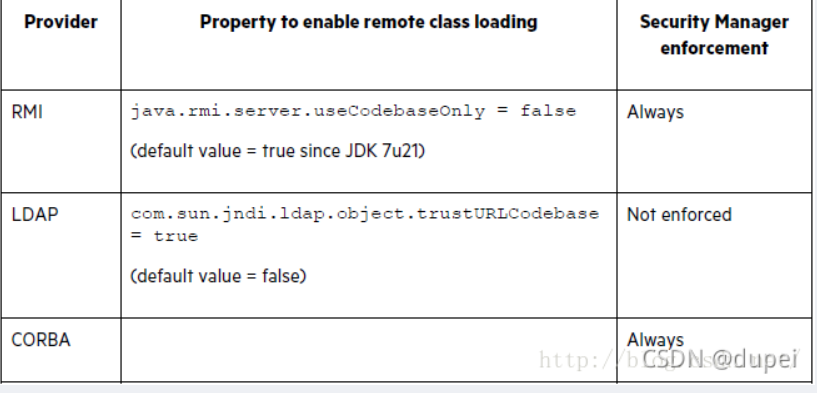 Provider
Property to enable remote class loading
Security Manager
enforcement
RMI
java.rmi.server.useCodebaseOnly = false
(default value = true since JDK 7u21)
Always
LDAP
com.sun.jndi.ldap.object.trustURLCodebase
= true
(default value = false)
Not enforced
CORBA
Always
CSDN @dupei